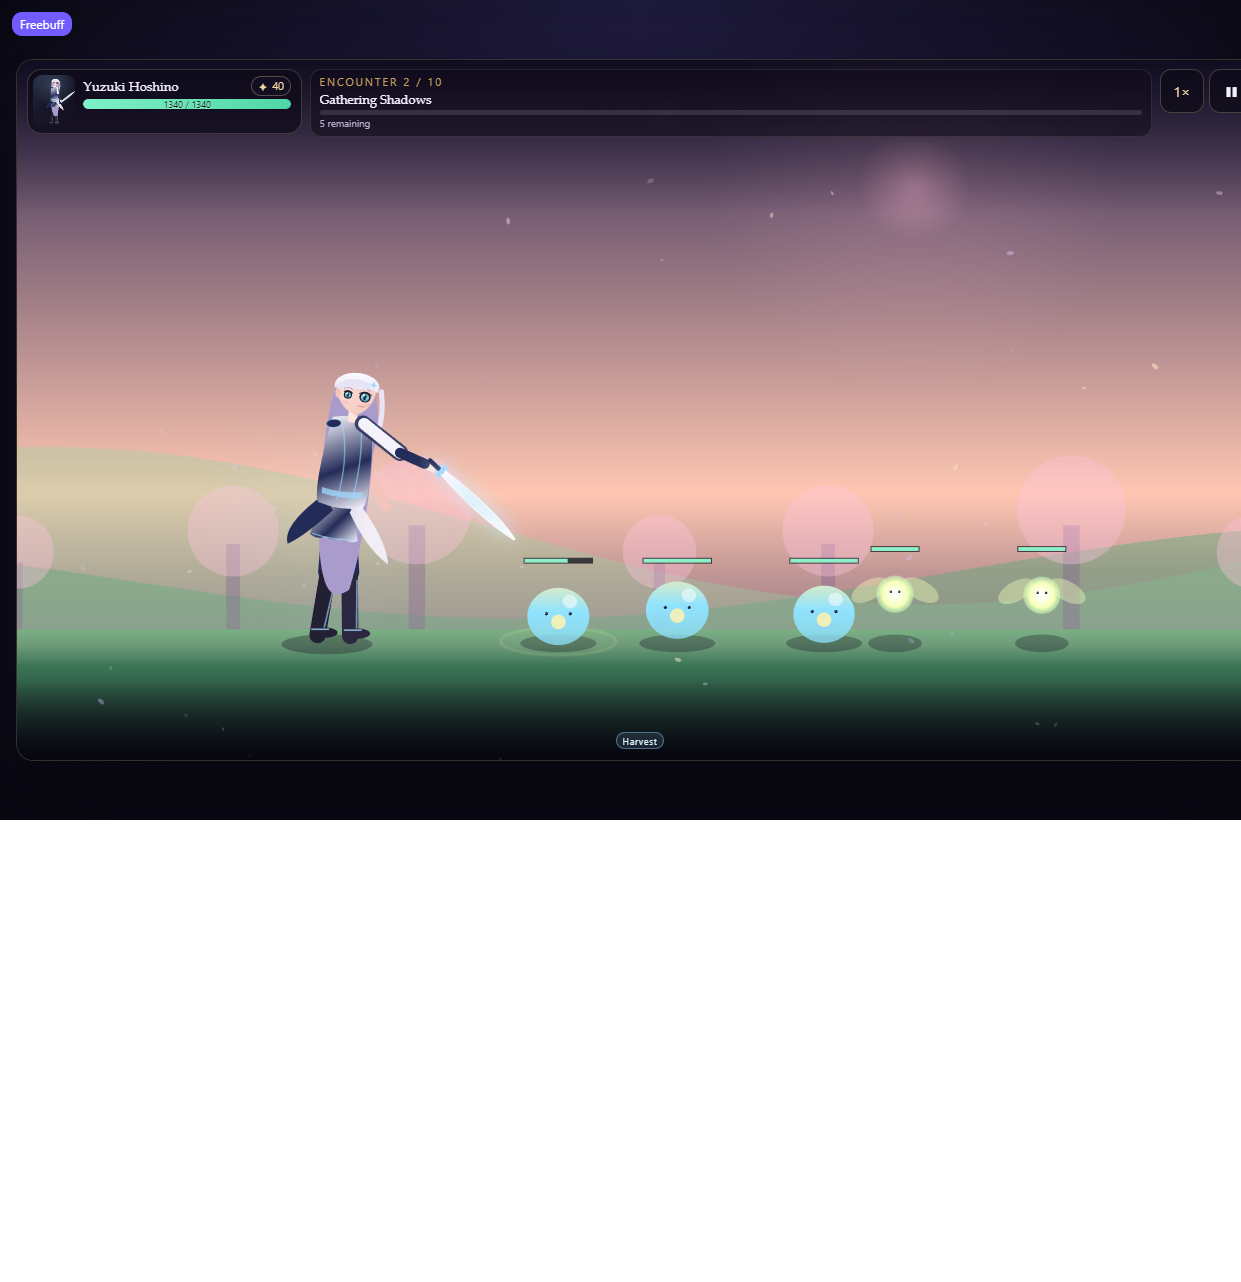 Freebuff
Yuzuki Hoshino
✦ 40
1340 / 1340
ENCOUNTER 2 / 10
Gathering Shadows
5 remaining
1×
Harvest